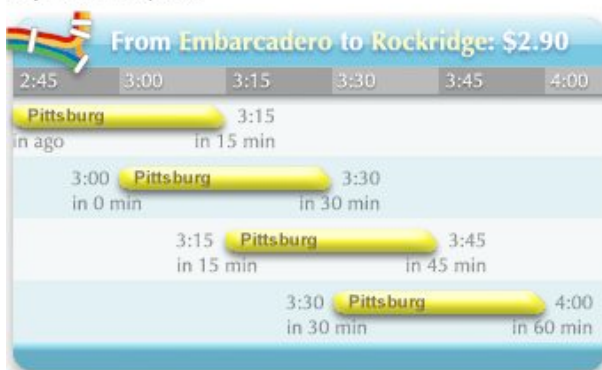 From Embarcadero to Rockridge: $2.90
2:45 3:00 3:15 3:30 3:45 4:00
Pittsburg 3:15
in ago in 15 min
3:00 Pittsburg 3:30
in 0 min in 30 min
3:15 Pittsburg 3:45
in 15 min in 45 min
3:30 Pittsburg 4:00
in 30 min in 60 min